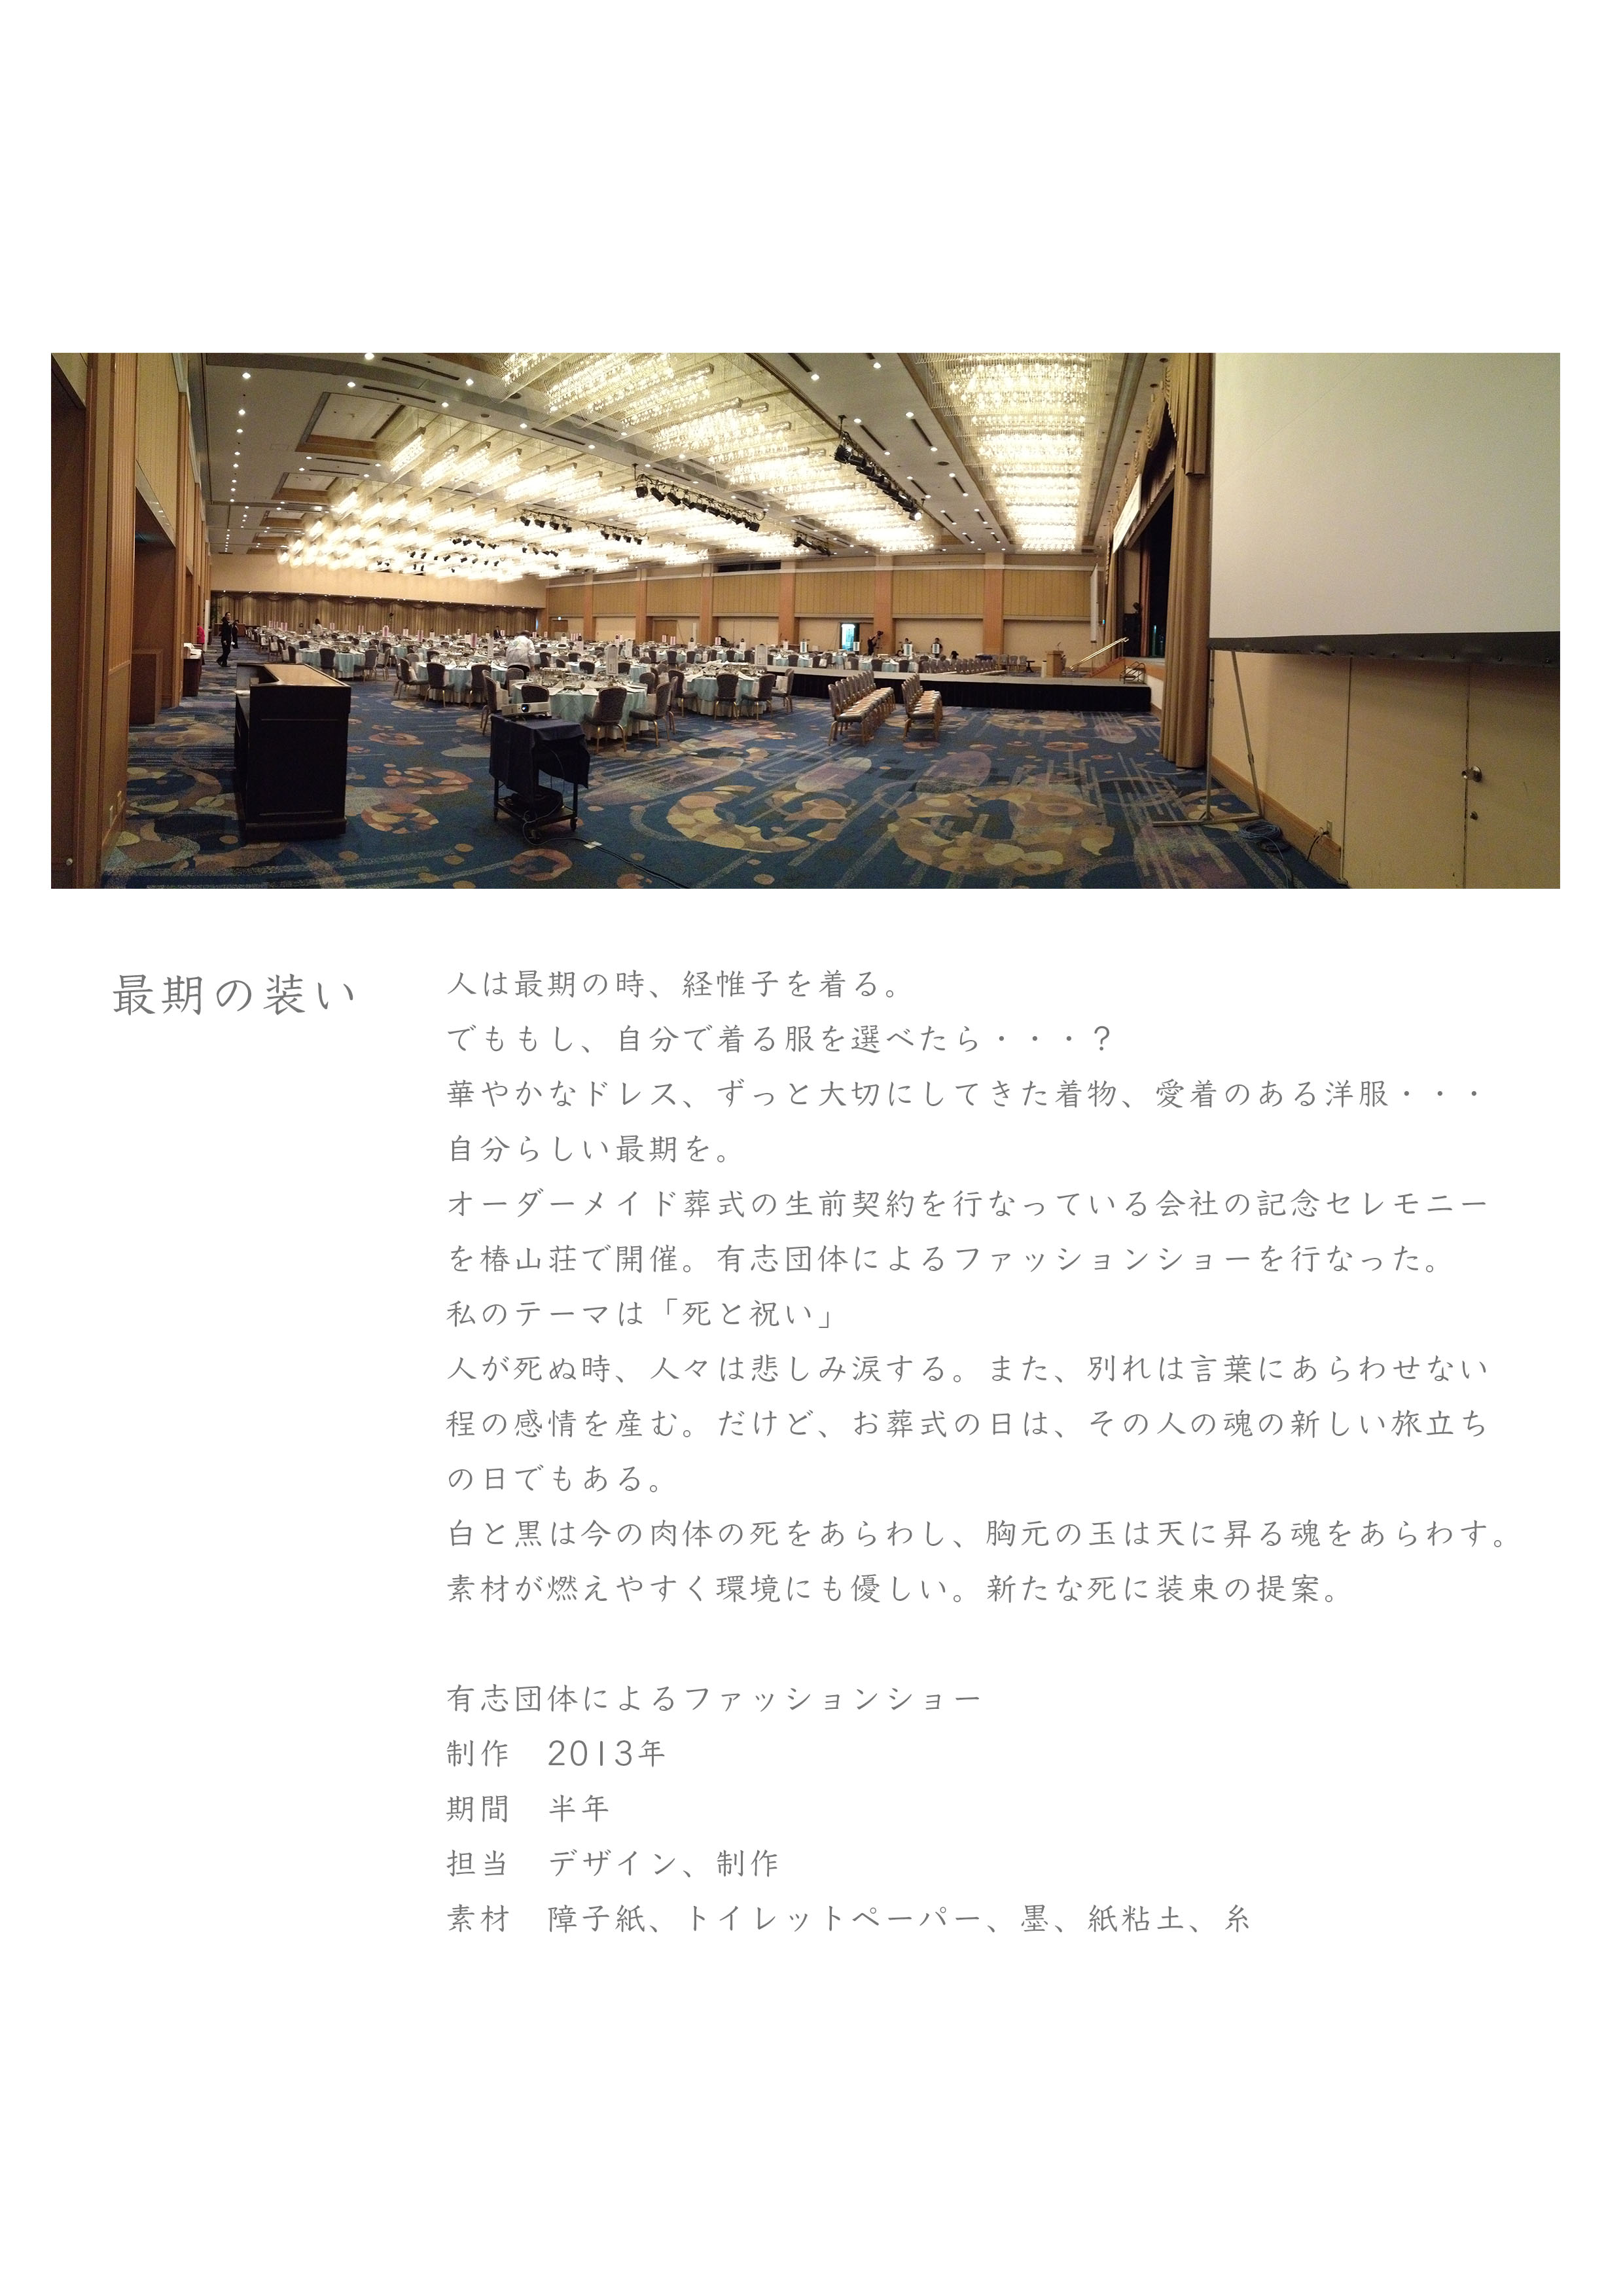 最期の装い
人は最期の時、経帷子を着る。
でももし、自分で着る服を選べたら・・・？
華やかなドレス、ずっと大切にしてきた着物、愛着のある洋服・・・
自分らしい最期を。
オーダーメイド葬式の生前契約を行なっている会社の記念セレモニー
を椿山荘で開催。有志団体によるファッションショーを行なった。
私のテーマは「死と祝い」
人が死ぬ時、人々は悲しみ涙する。また、別れは言葉にあらわせない
程の感情を産む。だけど、お葬式の日は、その人の魂の新しい旅立ち
の日でもある。
白と黒は今の肉体の死をあらわし、胸元の玉は天に昇る魂をあらわす。
素材が燃えやすく環境にも優しい。新たな死に装束の提案。
有志団体によるファッションショー
制作　2013年
期間　半年
担当　デザイン、制作
素材　障子紙、トイレットペーパー、墨、紙粘土、糸